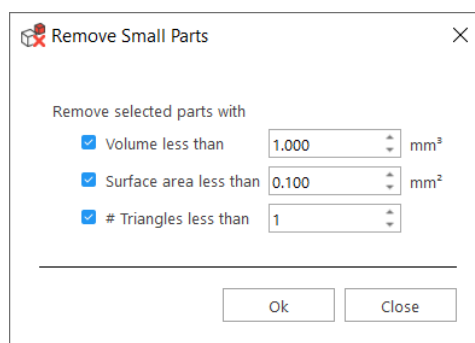 Remove Small Parts
Remove selected parts with
Volume less than 1.000 mm³
Surface area less than 0.100 mm²
# Triangles less than 1
Ok Close